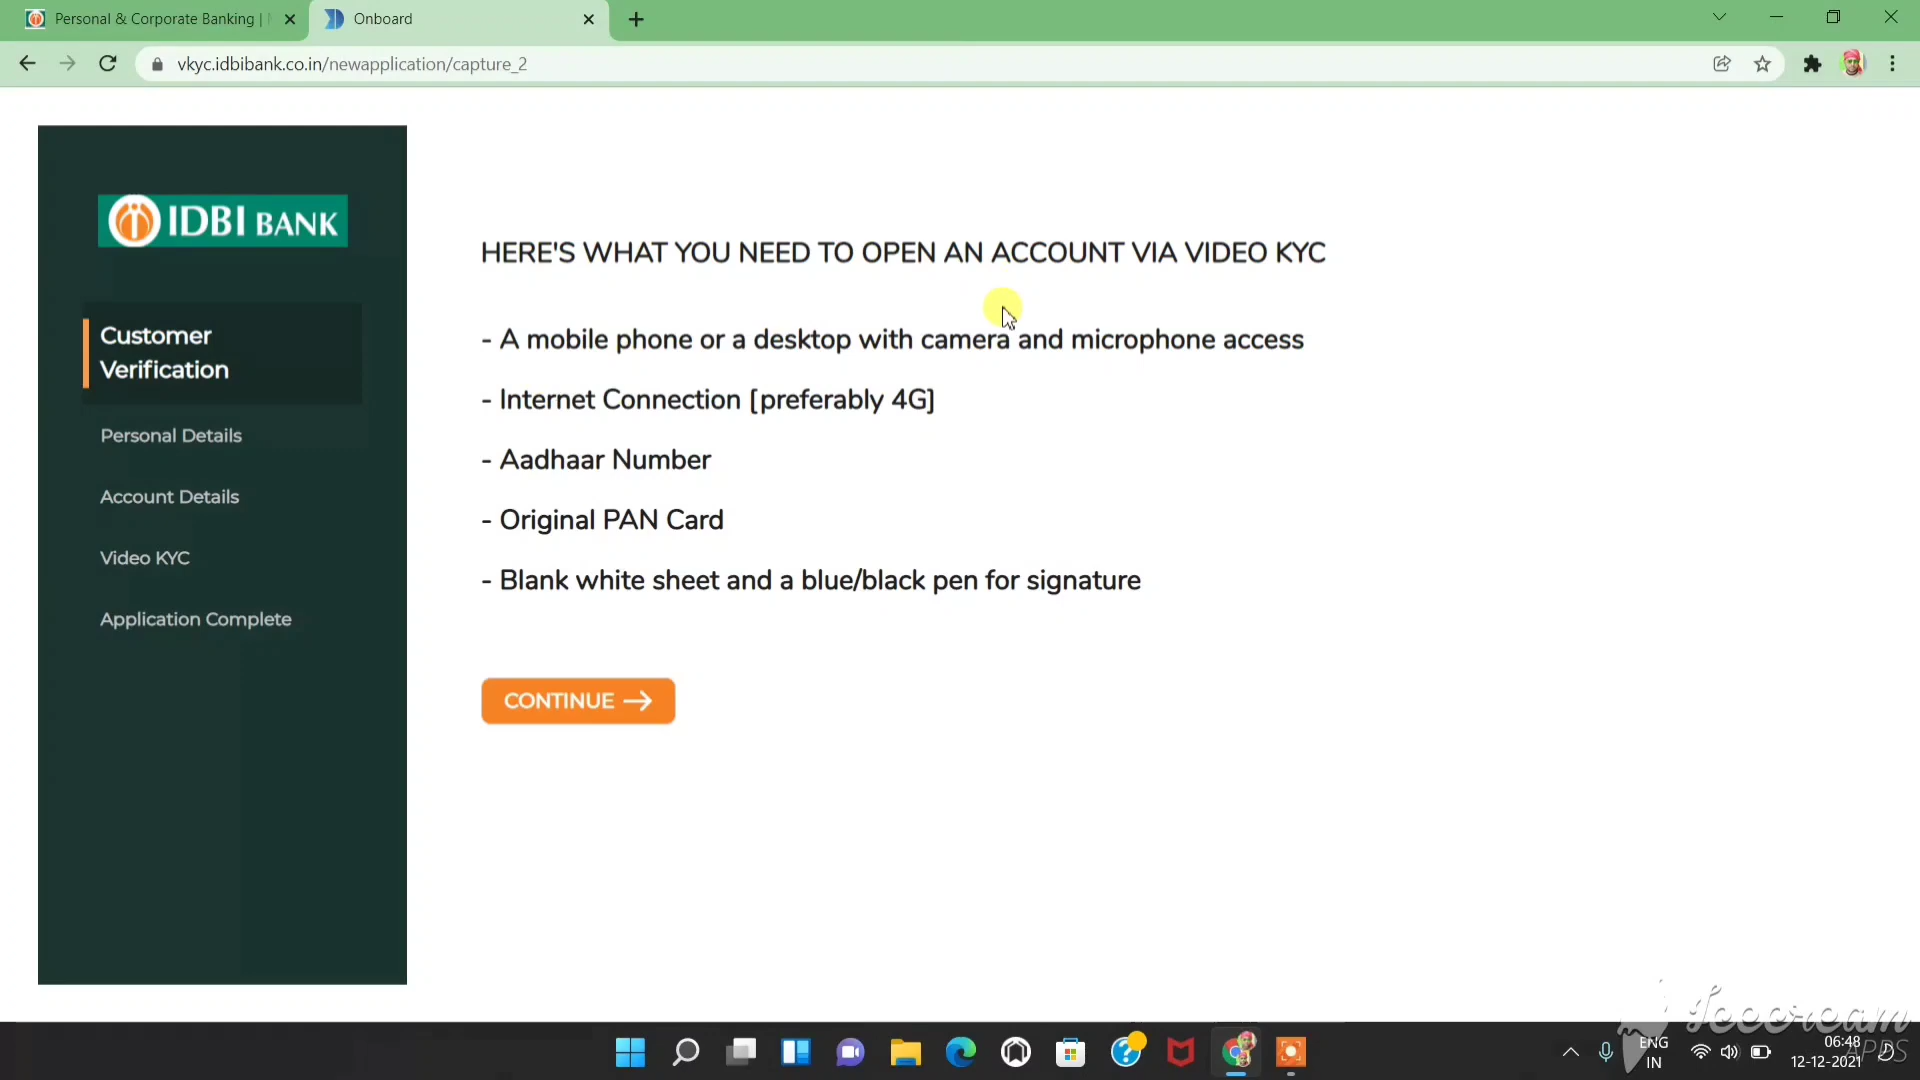 Personal & Corporate Banking |
Onboard
vkyc.idbibank.co.in/newapplication/capture_2
IDBI BANK
Customer
Verification
Personal Details
Account Details
Video KYC
Application Complete
HERE'S WHAT YOU NEED TO OPEN AN ACCOUNT VIA VIDEO KYC
- A mobile phone or a desktop with camera and microphone access
- Internet Connection [preferably 4G]
- Aadhaar Number
- Original PAN Card
- Blank white sheet and a blue/black pen for signature
CONTINUE →
Icecream
APPS
ENG
IN
06:48
12-12-2021